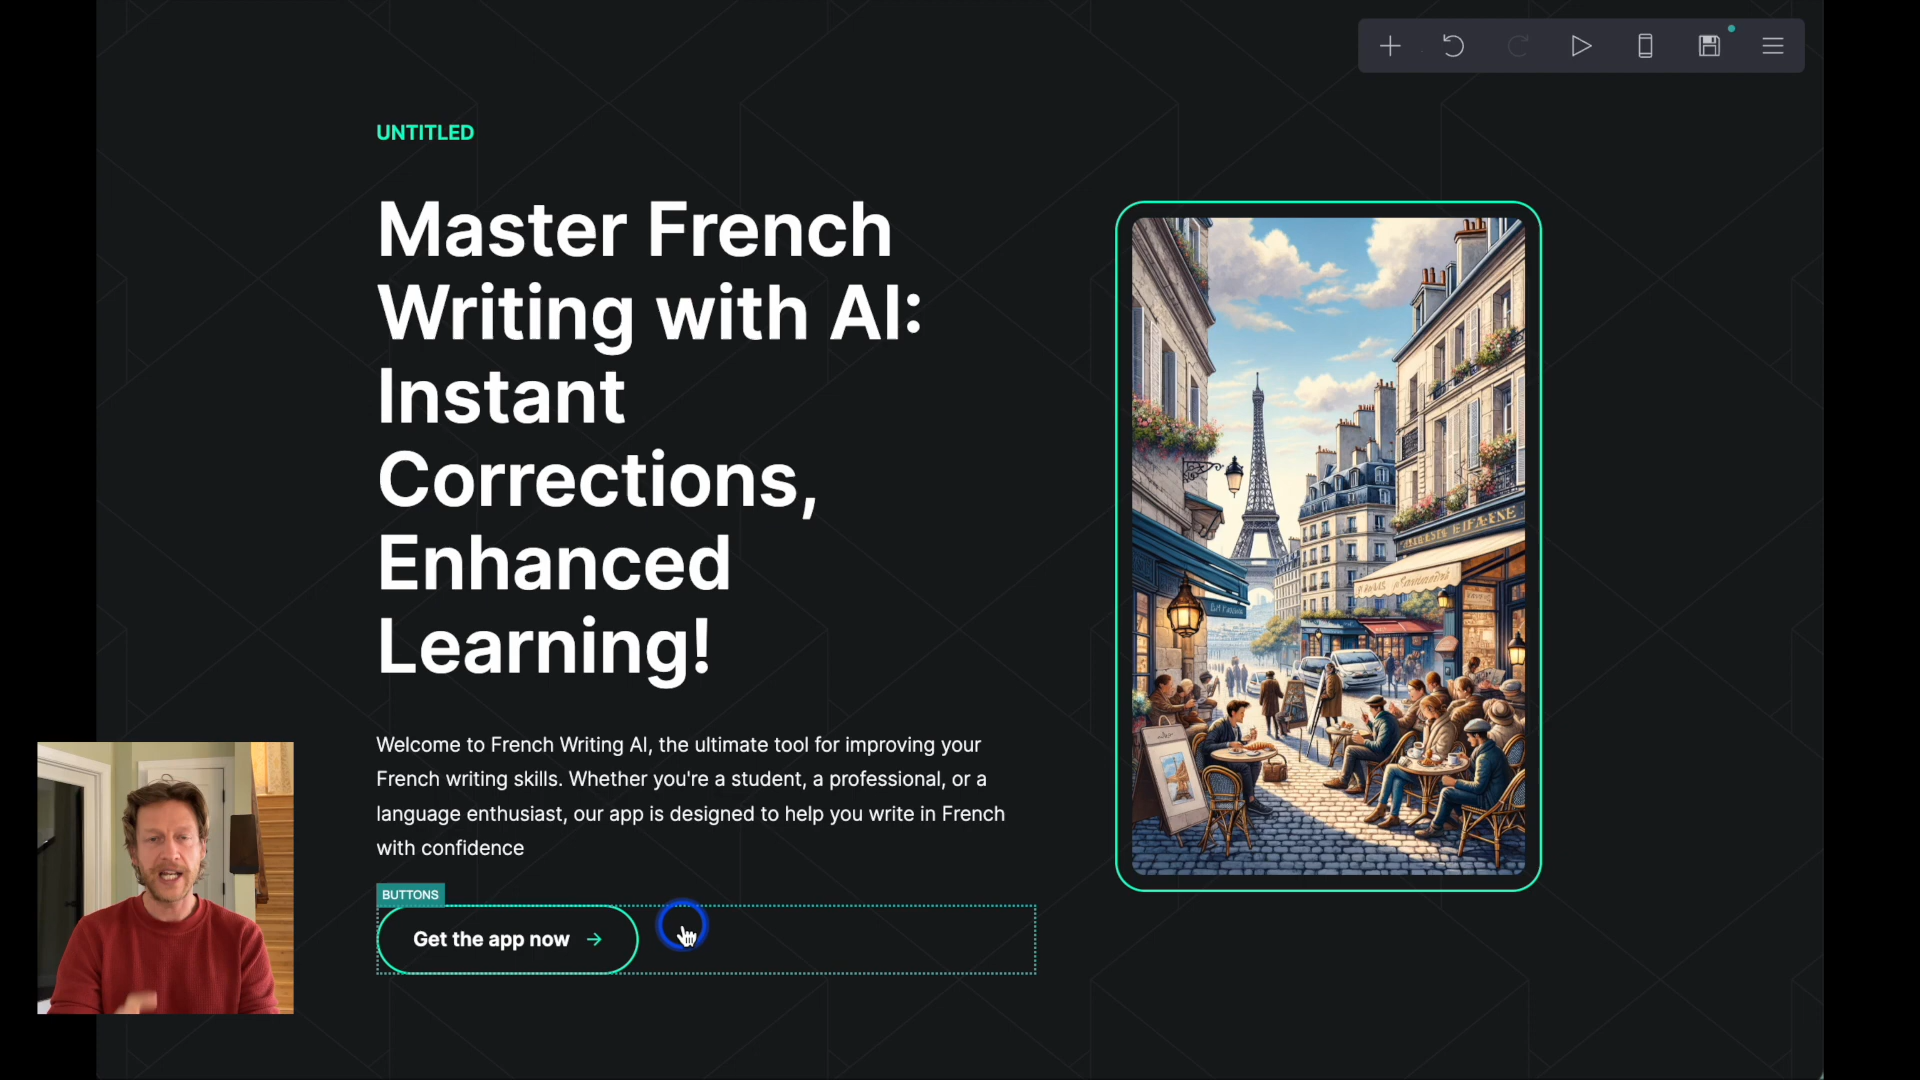 UNTITLED
Master French
Writing with AI:
Instant
Corrections,
Enhanced
Learning!
Welcome to French Writing AI, the ultimate tool for improving your
French writing skills. Whether you're a student, a professional, or a
language enthusiast, our app is designed to help you write in French
with confidence
BUTTONS
Get the app now